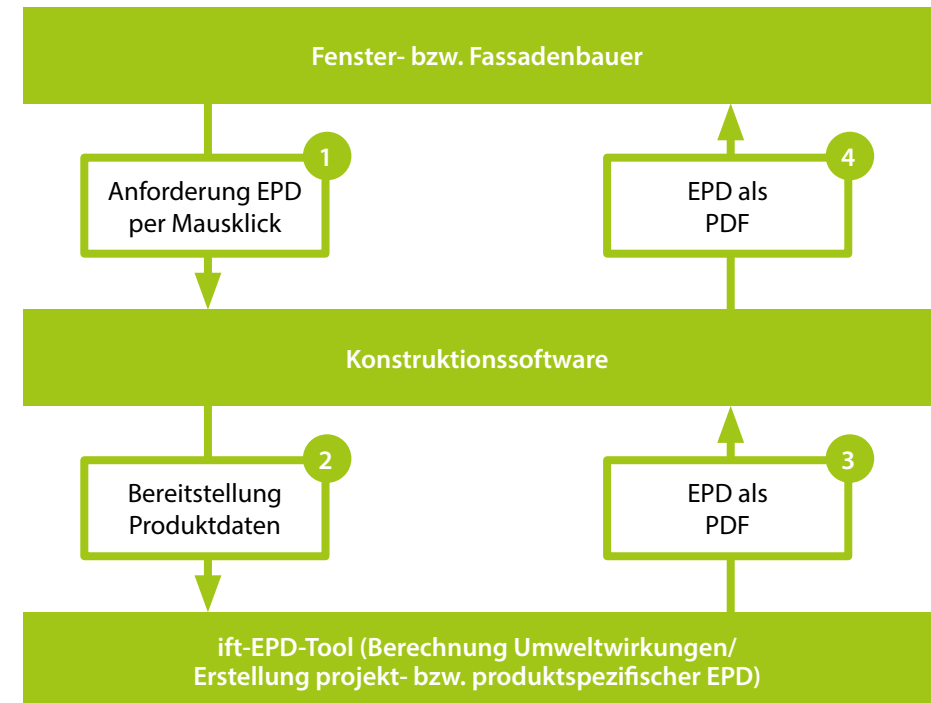 Fenster- bzw. Fassadenbauer
1
Anforderung EPD
per Mausklick
4
EPD als
PDF
Konstruktionssoftware
2
Bereitstellung
Produktdaten
3
EPD als
PDF
ift-EPD-Tool (Berechnung Umweltwirkungen/
Erstellung projekt- bzw. produktspezifischer EPD)